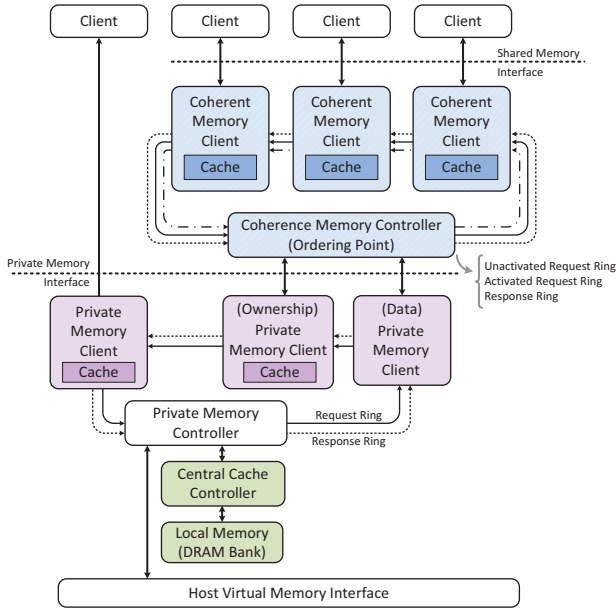 Client
Client
Client
Client
Shared Memory
Interface
Coherent
Memory
Client
Cache
Coherent
Memory
Client
Cache
Coherent
Memory
Client
Cache
Coherence Memory Controller
(Ordering Point)
Private Memory
Interface
Unactivated Request Ring
Activated Request Ring
Response Ring
Private
Memory
Client
Cache
(Ownership)
Private
Memory Client
Cache
(Data)
Private
Memory
Client
Private Memory
Controller
Request Ring
Response Ring
Central Cache
Controller
Local Memory
(DRAM Bank)
Host Virtual Memory Interface